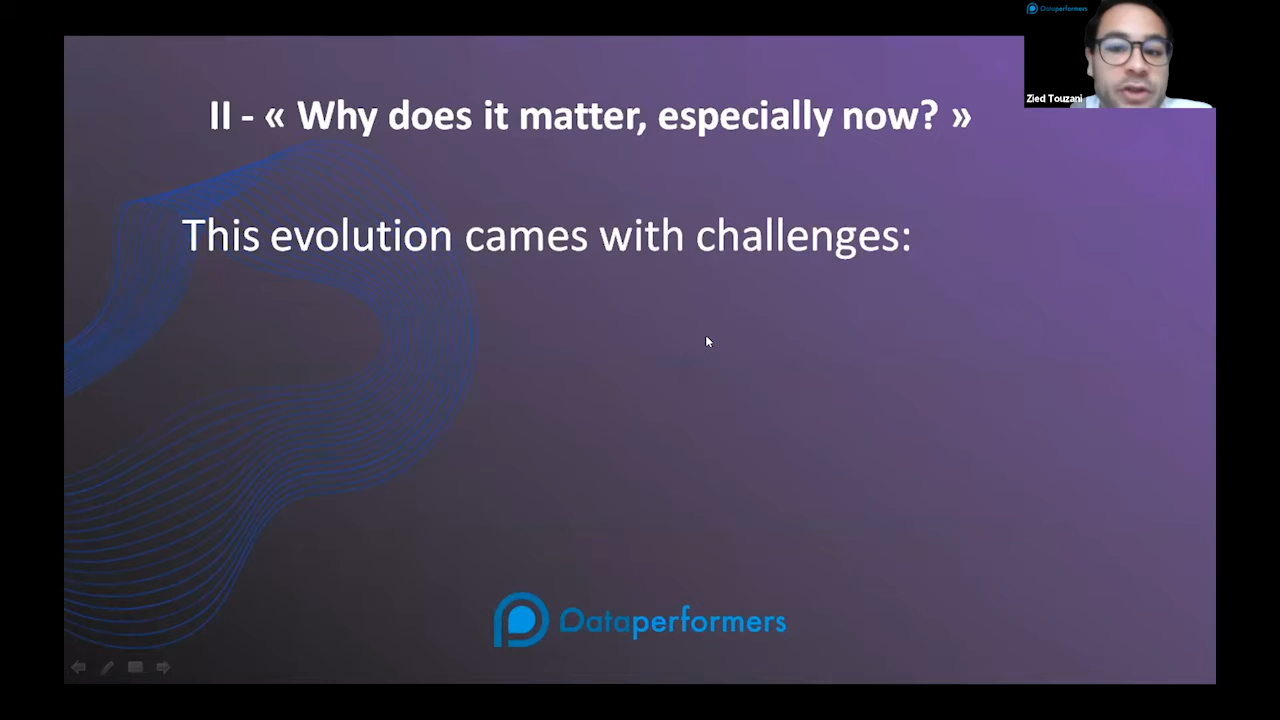 Dataperformers
Zied Touzani
II - « Why does it matter, especially now? »
This evolution cames with challenges:
Dataperformers